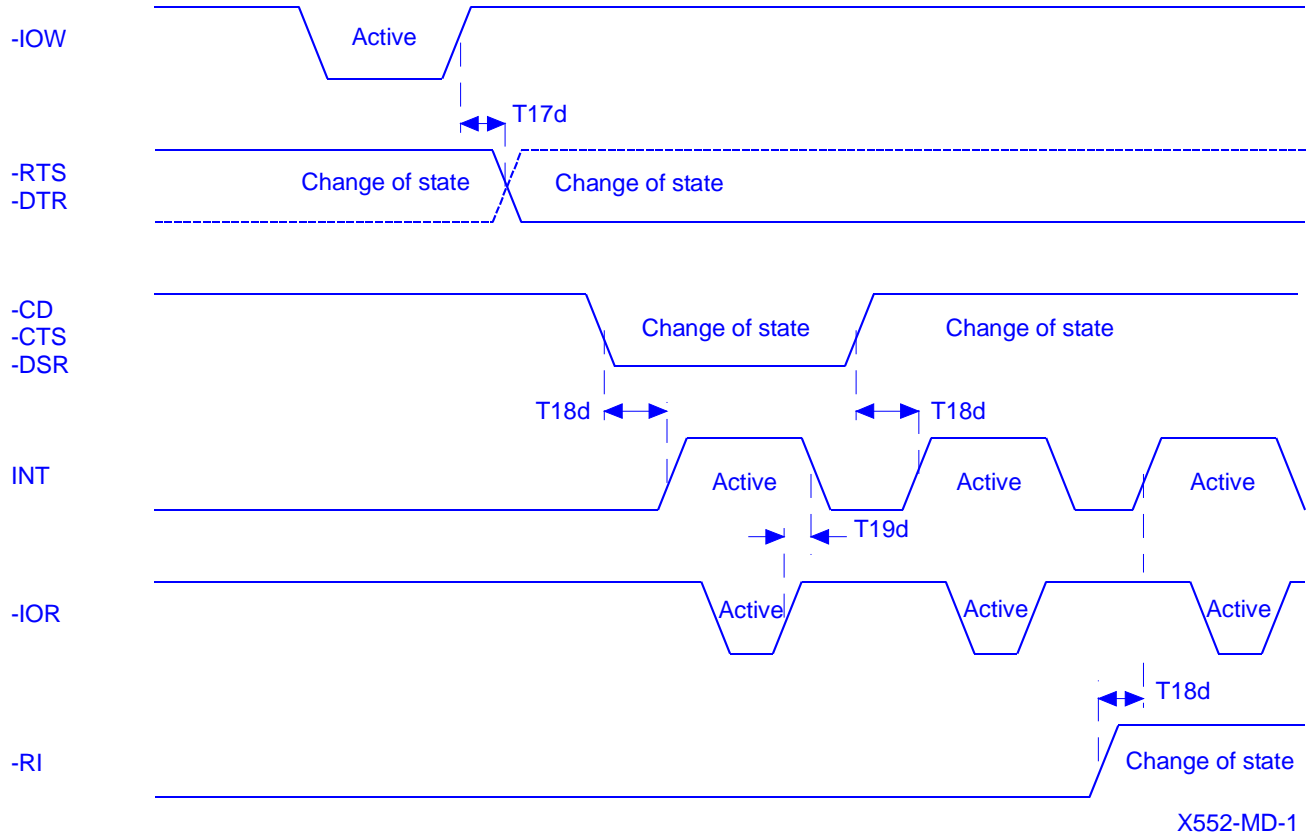 -IOW
Active
T17d
-RTS
-DTR
Change of state
Change of state
-CD
-CTS
-DSR
Change of state
Change of state
T18d
T18d
INT
Active
Active
Active
T19d
-IOR
Active
Active
Active
T18d
-RI
Change of state
X552-MD-1